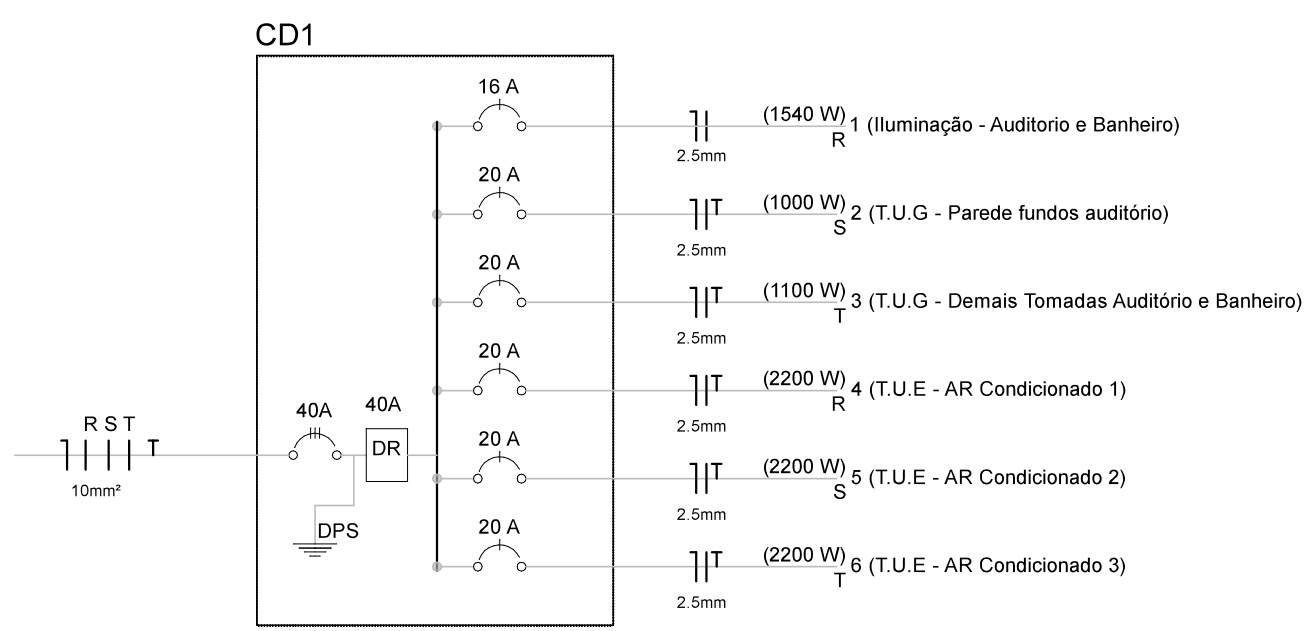 CD1
16 A
(1540 W)
1 (Iluminação - Auditorio e Banheiro)
R
2.5mm
20 A
(1000 W)
2 (T.U.G - Parede fundos auditório)
S
2.5mm
20 A
(1100 W)
3 (T.U.G - Demais Tomadas Auditório e Banheiro)
T
2.5mm
20 A
(2200 W)
4 (T.U.E - AR Condicionado 1)
R
2.5mm
R S T
10mm²
40A
40A
DR
DPS
20 A
(2200 W)
5 (T.U.E - AR Condicionado 2)
S
2.5mm
20 A
(2200 W)
6 (T.U.E - AR Condicionado 3)
T
2.5mm